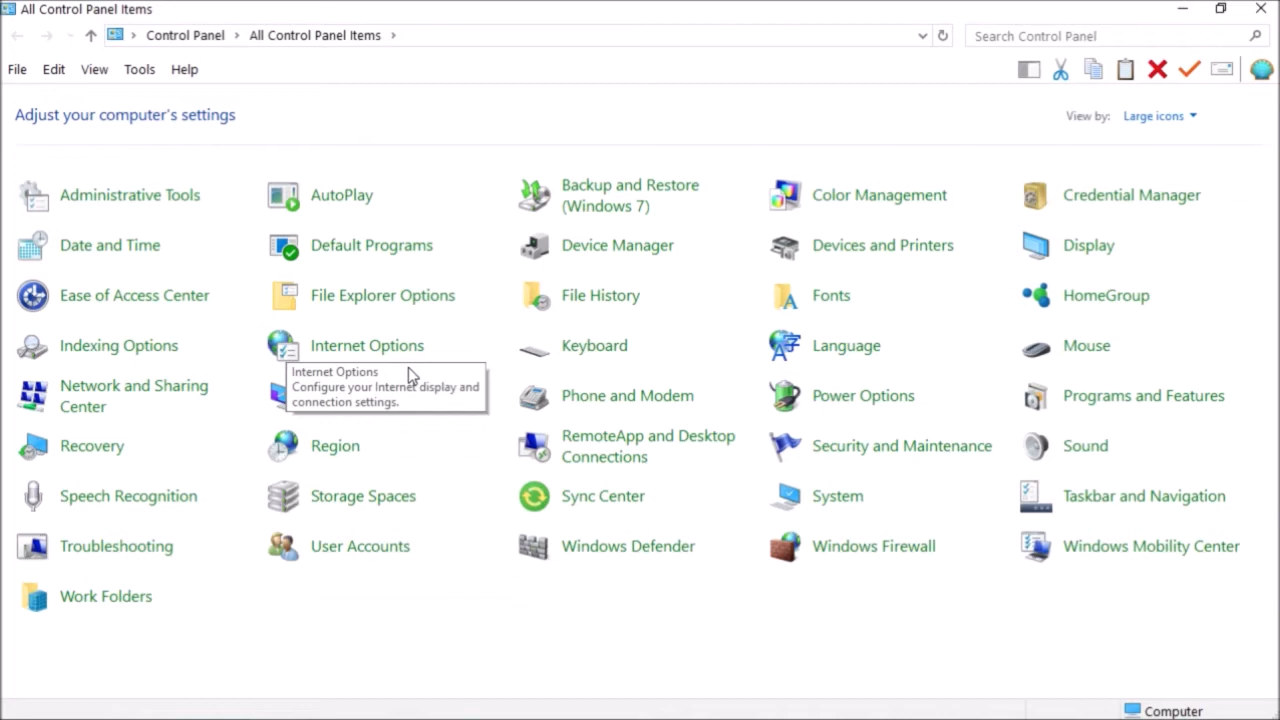 All Control Panel Items
Control Panel > All Control Panel Items >
Search Control Panel
File Edit View Tools Help
Adjust your computer's settings
View by: Large icons
Administrative Tools
AutoPlay
Backup and Restore
(Windows 7)
Color Management
Credential Manager
Date and Time
Default Programs
Device Manager
Devices and Printers
Display
Ease of Access Center
File Explorer Options
File History
Fonts
HomeGroup
Indexing Options
Internet Options
Keyboard
Language
Mouse
Internet Options
Configure your Internet display and
connection settings.
Network and Sharing
Center
Phone and Modem
Power Options
Programs and Features
Recovery
Region
RemoteApp and Desktop
Connections
Security and Maintenance
Sound
Speech Recognition
Storage Spaces
Sync Center
System
Taskbar and Navigation
Troubleshooting
User Accounts
Windows Defender
Windows Firewall
Windows Mobility Center
Work Folders
Computer